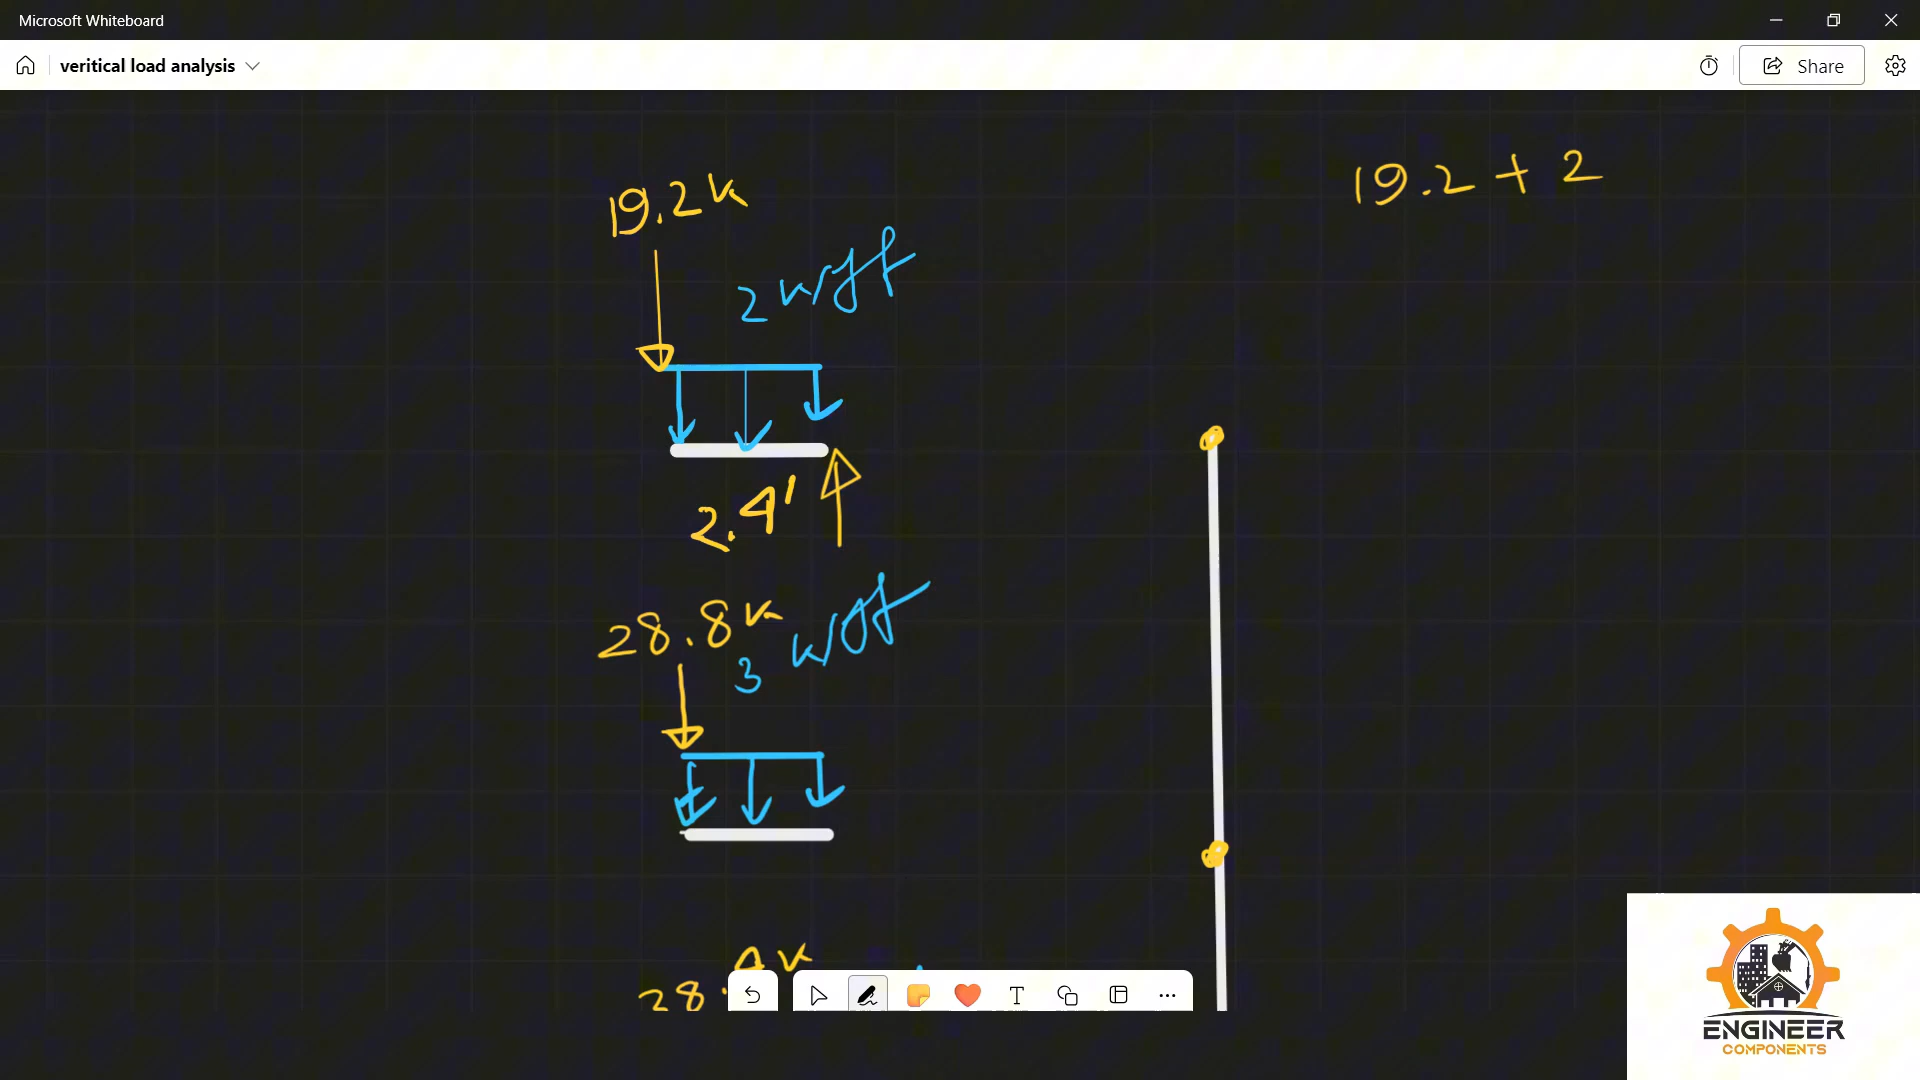 Microsoft Whiteboard
veritical load analysis
Share
19.2k
19.2 + 2
2 k/ft
2.4'
28.8k
3 k/ft
28.
ENGINEER
COMPONENTS